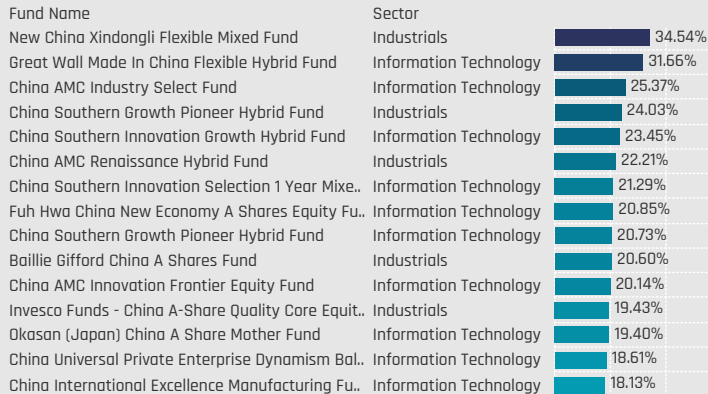 Fund Name Sector
New China Xindongli Flexible Mixed Fund Industrials 34.54%
Great Wall Made In China Flexible Hybrid Fund Information Technology 31.66%
China AMC Industry Select Fund Information Technology 25.37%
China Southern Growth Pioneer Hybrid Fund Industrials 24.03%
China Southern Innovation Growth Hybrid Fund Information Technology 23.45%
China AMC Renaissance Hybrid Fund Industrials 22.21%
China Southern Innovation Selection 1 Year Mixe.. Information Technology 21.29%
Fuh Hwa China New Economy A Shares Equity Fu.. Information Technology 20.85%
China Southern Growth Pioneer Hybrid Fund Information Technology 20.73%
Baillie Gifford China A Shares Fund Industrials 20.60%
China AMC Innovation Frontier Equity Fund Information Technology 20.14%
Invesco Funds - China A-Share Quality Core Equit.. Industrials 19.43%
Okasan (Japan) China A Share Mother Fund Information Technology 19.40%
China Universal Private Enterprise Dynamism Bal.. Information Technology 18.61%
China International Excellence Manufacturing Fu.. Information Technology 18.13%